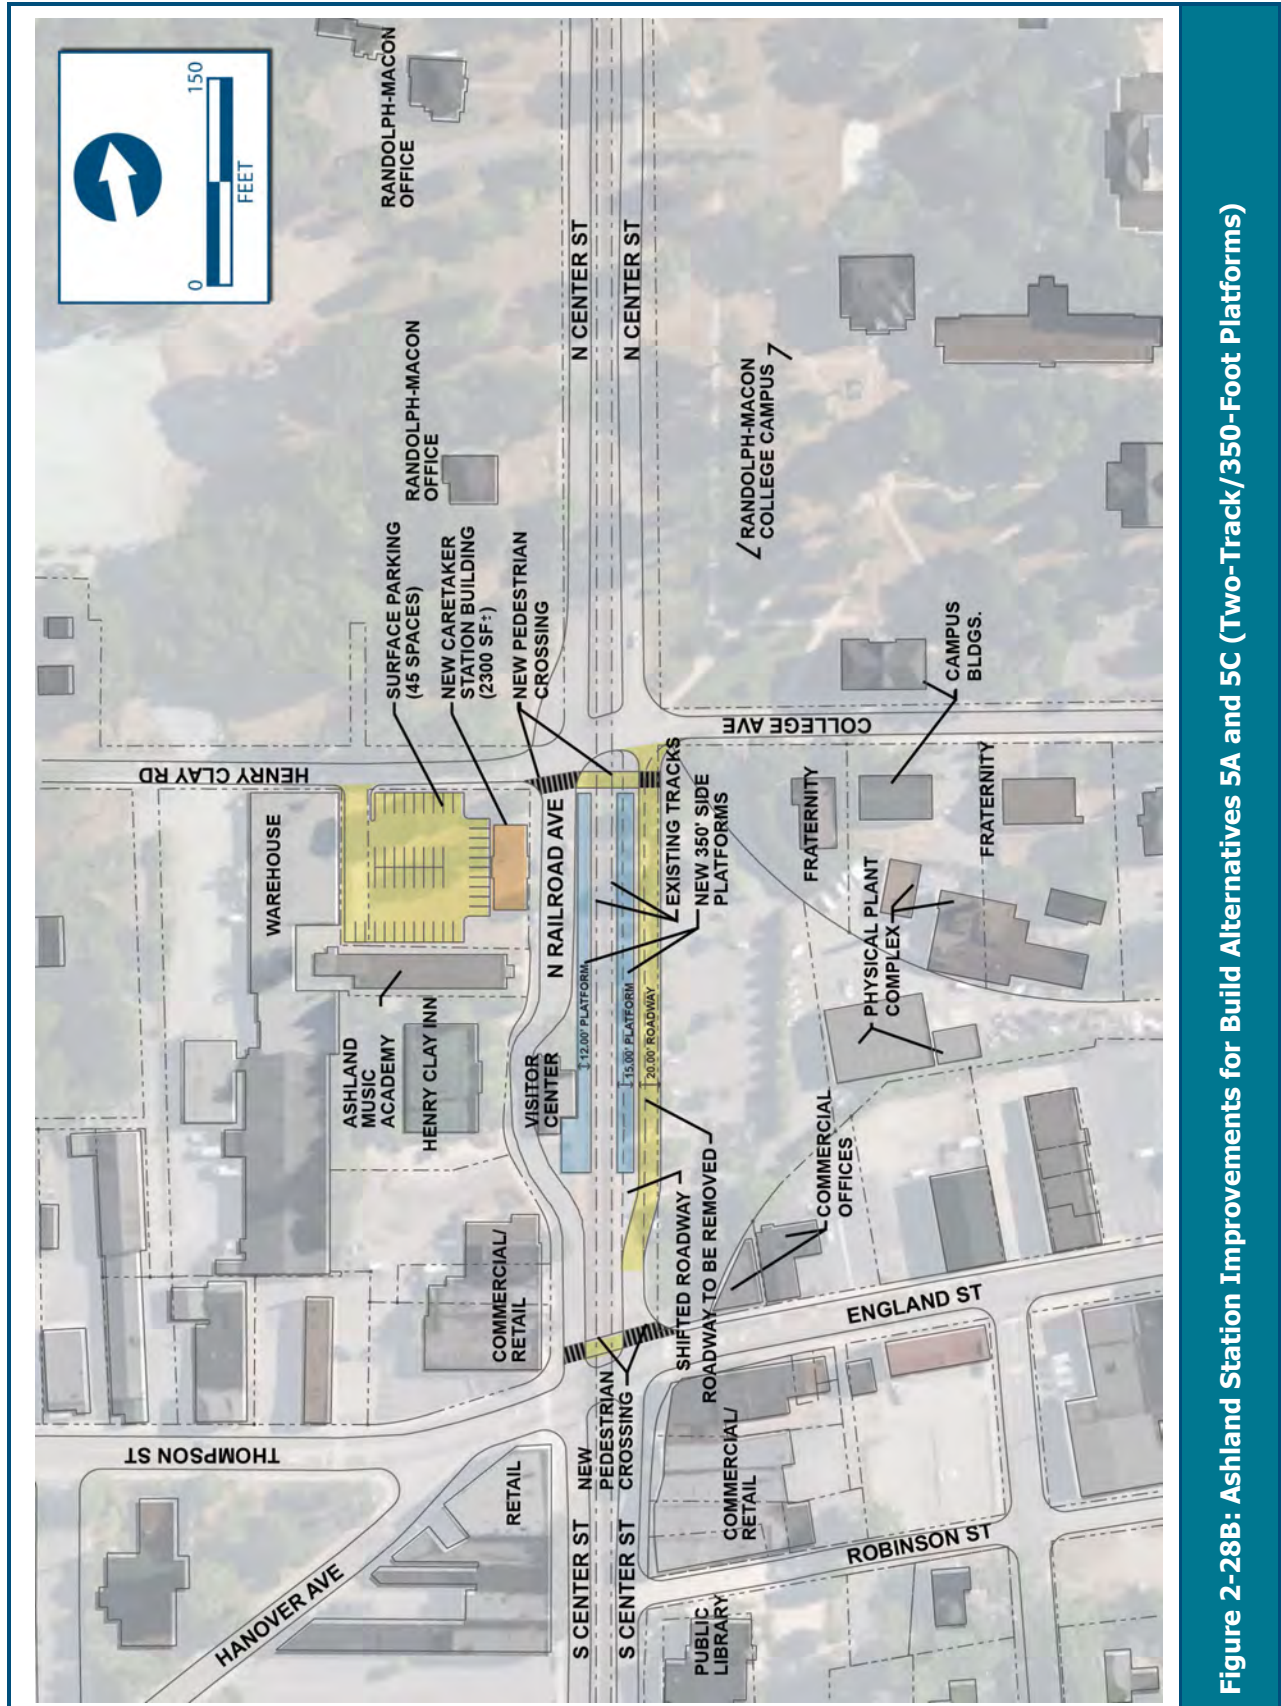 0
150
FEET
RANDOLPH-MACON
OFFICE
RANDOLPH-MACON
OFFICE
N CENTER ST
N CENTER ST
RANDOLPH-MACON
COLLEGE CAMPUS
SURFACE PARKING
(45 SPACES)
NEW CARETAKER
STATION BUILDING
(2300 SF±)
NEW PEDESTRIAN
CROSSING
HENRY CLAY RD
COLLEGE AVE
CAMPUS
BLDGS.
WAREHOUSE
N RAILROAD AVE
EXISTING TRACKS
NEW 350' SIDE
PLATFORMS
FRATERNITY
FRATERNITY
PHYSICAL PLANT
COMPLEX
ASHLAND
MUSIC
ACADEMY
HENRY CLAY INN
VISITOR
CENTER
12.00' PLATFORM
15.00' PLATFORM
20.00' ROADWAY
COMMERCIAL
OFFICES
COMMERCIAL/
RETAIL
SHIFTED ROADWAY
ROADWAY TO BE REMOVED
ENGLAND ST
THOMPSON ST
NEW
PEDESTRIAN
CROSSING
RETAIL
COMMERCIAL/
RETAIL
HANOVER AVE
S CENTER ST
S CENTER ST
ROBINSON ST
PUBLIC
LIBRARY
Figure 2-28B: Ashland Station Improvements for Build Alternatives 5A and 5C (Two-Track/350-Foot Platforms)